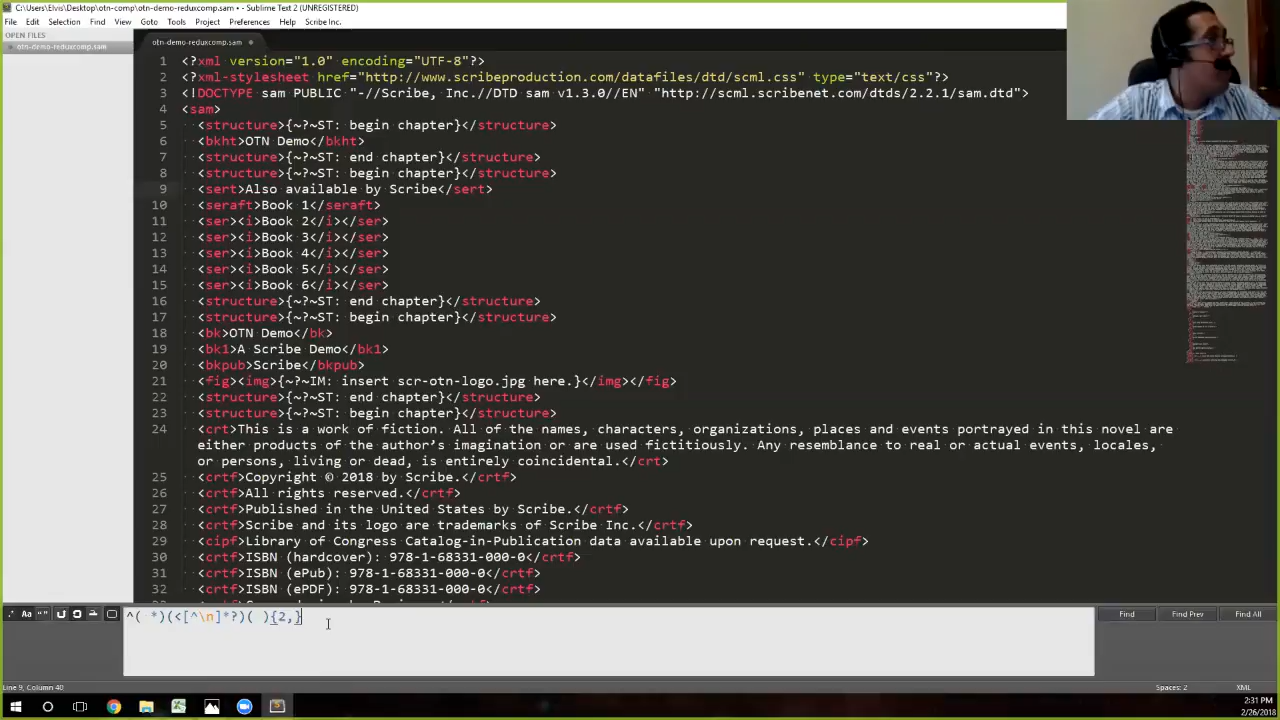 C:\Users\Elvis\Desktop\otn-comp\otn-demo-reduxcomp.sam • - Sublime Text 2 (UNREGISTERED)
File Edit Selection Find View Goto Tools Project Preferences Help Scribe Inc.
OPEN FILES
otn-demo-reduxcomp.sam
otn-demo-reduxcomp.sam
1 <?xml version="1.0" encoding="UTF-8"?>
2 <?xml-stylesheet href="http://www.scribeproduction.com/datafiles/dtd/scml.css" type="text/css"?>
3 <!DOCTYPE sam PUBLIC "-//Scribe, Inc.//DTD sam v1.3.0//EN" "http://scml.scribenet.com/dtds/2.2.1/sam.dtd">
4 <sam>
5 <structure>{~?~ST: begin chapter}</structure>
6 <bkht>OTN Demo</bkht>
7 <structure>{~?~ST: end chapter}</structure>
8 <structure>{~?~ST: begin chapter}</structure>
9 <sert>Also available by Scribe</sert>
10 <seraft>Book 1</seraft>
11 <ser><i>Book 2</i></ser>
12 <ser><i>Book 3</i></ser>
13 <ser><i>Book 4</i></ser>
14 <ser><i>Book 5</i></ser>
15 <ser><i>Book 6</i></ser>
16 <structure>{~?~ST: end chapter}</structure>
17 <structure>{~?~ST: begin chapter}</structure>
18 <bk>OTN Demo</bk>
19 <bk1>A Scribe Demo</bk1>
20 <bkpub>Scribe</bkpub>
21 <fig><img>{~?~IM: insert scr-otn-logo.jpg here.}</img></fig>
22 <structure>{~?~ST: end chapter}</structure>
23 <structure>{~?~ST: begin chapter}</structure>
24 <crt>This is a work of fiction. All of the names, characters, organizations, places and events portrayed in this novel are
either products of the author’s imagination or are used fictitiously. Any resemblance to real or actual events, locales,
or persons, living or dead, is entirely coincidental.</crt>
25 <crtf>Copyright © 2018 by Scribe.</crtf>
26 <crtf>All rights reserved.</crtf>
27 <crtf>Published in the United States by Scribe.</crtf>
28 <crtf>Scribe and its logo are trademarks of Scribe Inc.</crtf>
29 <cipf>Library of Congress Catalog-in-Publication data available upon request.</cipf>
30 <crtf>ISBN (hardcover): 978-1-68331-000-0</crtf>
31 <crtf>ISBN (ePub): 978-1-68331-000-0</crtf>
32 <crtf>ISBN (ePDF): 978-1-68331-000-0</crtf>
^( *)(<[^\n]*?)( ){2,}
Find Find Prev Find All
Line 9, Column 40 Spaces: 2 XML
2:31 PM
2/26/2018